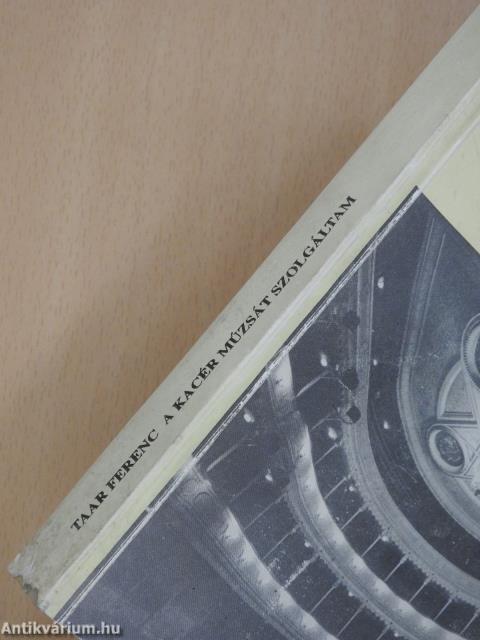 TAAR FERENC A KACÉR MÚZSÁT SZOLGÁLTAM
Antikvárium.hu